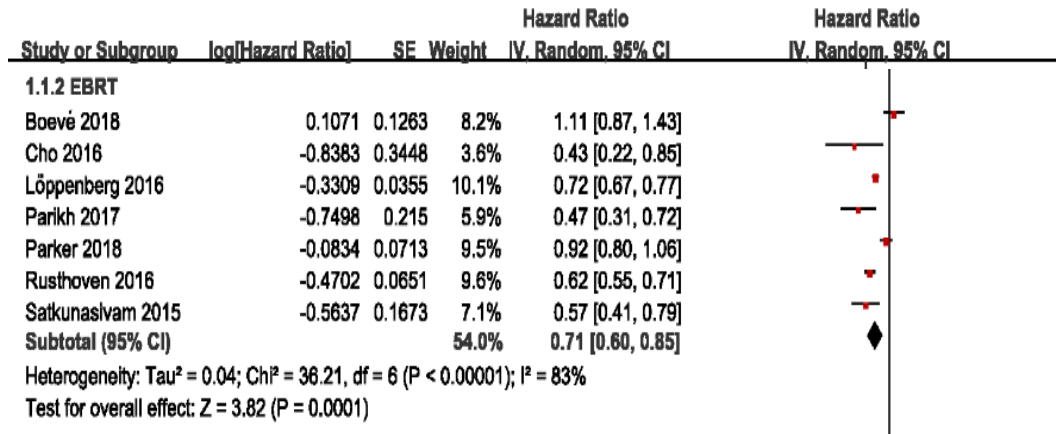 Hazard Ratio Hazard Ratio
Study or Subgroup log[Hazard Ratio] SE Weight IV, Random, 95% CI IV, Random, 95% CI
1.1.2 EBRT
Boevé 2018 0.1071 0.1263 8.2% 1.11 [0.87, 1.43]
Cho 2016 -0.8383 0.3448 3.6% 0.43 [0.22, 0.85]
Löppenberg 2016 -0.3309 0.0355 10.1% 0.72 [0.67, 0.77]
Parikh 2017 -0.7498 0.215 5.9% 0.47 [0.31, 0.72]
Parker 2018 -0.0834 0.0713 9.5% 0.92 [0.80, 1.06]
Rusthoven 2016 -0.4702 0.0651 9.6% 0.62 [0.55, 0.71]
Satkunasivam 2015 -0.5637 0.1673 7.1% 0.57 [0.41, 0.79]
Subtotal (95% CI) 54.0% 0.71 [0.60, 0.85]
Heterogeneity: Tau² = 0.04; Chi² = 36.21, df = 6 (P < 0.00001); I² = 83%
Test for overall effect: Z = 3.82 (P = 0.0001)